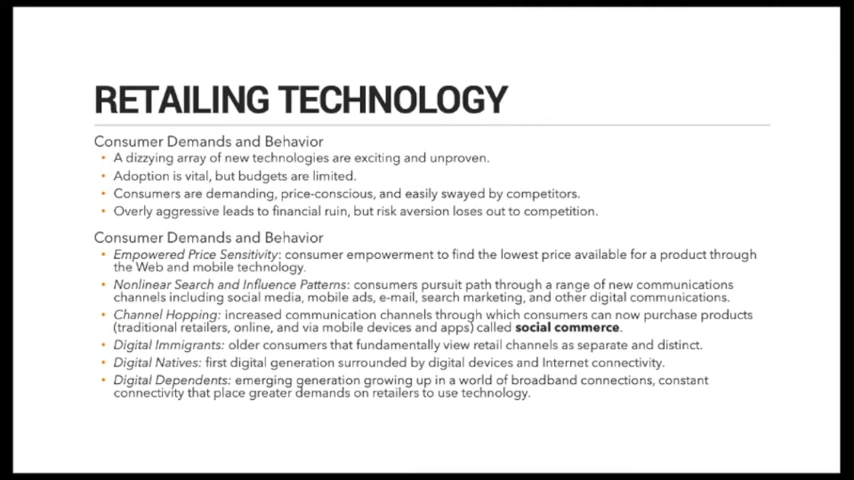 RETAILING TECHNOLOGY
Consumer Demands and Behavior
• A dizzying array of new technologies are exciting and unproven.
• Adoption is vital, but budgets are limited.
• Consumers are demanding, price-conscious, and easily swayed by competitors.
• Overly aggressive leads to financial ruin, but risk aversion loses out to competition.
Consumer Demands and Behavior
• Empowered Price Sensitivity: consumer empowerment to find the lowest price available for a product through
the Web and mobile technology.
• Nonlinear Search and Influence Patterns: consumers pursuit path through a range of new communications
channels including social media, mobile ads, e-mail, search marketing, and other digital communications.
• Channel Hopping: increased communication channels through which consumers can now purchase products
(traditional retailers, online, and via mobile devices and apps) called social commerce.
• Digital Immigrants: older consumers that fundamentally view retail channels as separate and distinct.
• Digital Natives: first digital generation surrounded by digital devices and Internet connectivity.
• Digital Dependents: emerging generation growing up in a world of broadband connections, constant
connectivity that place greater demands on retailers to use technology.